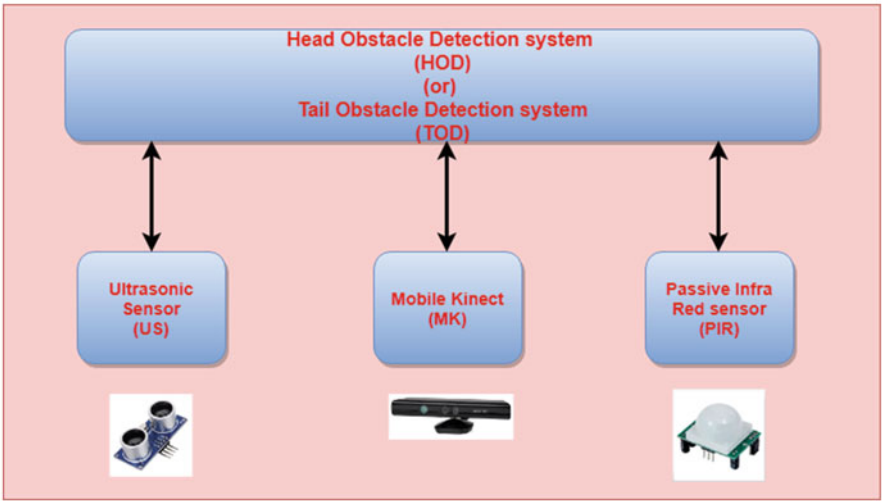 Head Obstacle Detection system
(HOD)
(or)
Tail Obstacle Detection system
(TOD)
Ultrasonic
Sensor
(US)
Mobile Kinect
(MK)
Passive Infra
Red sensor
(PIR)